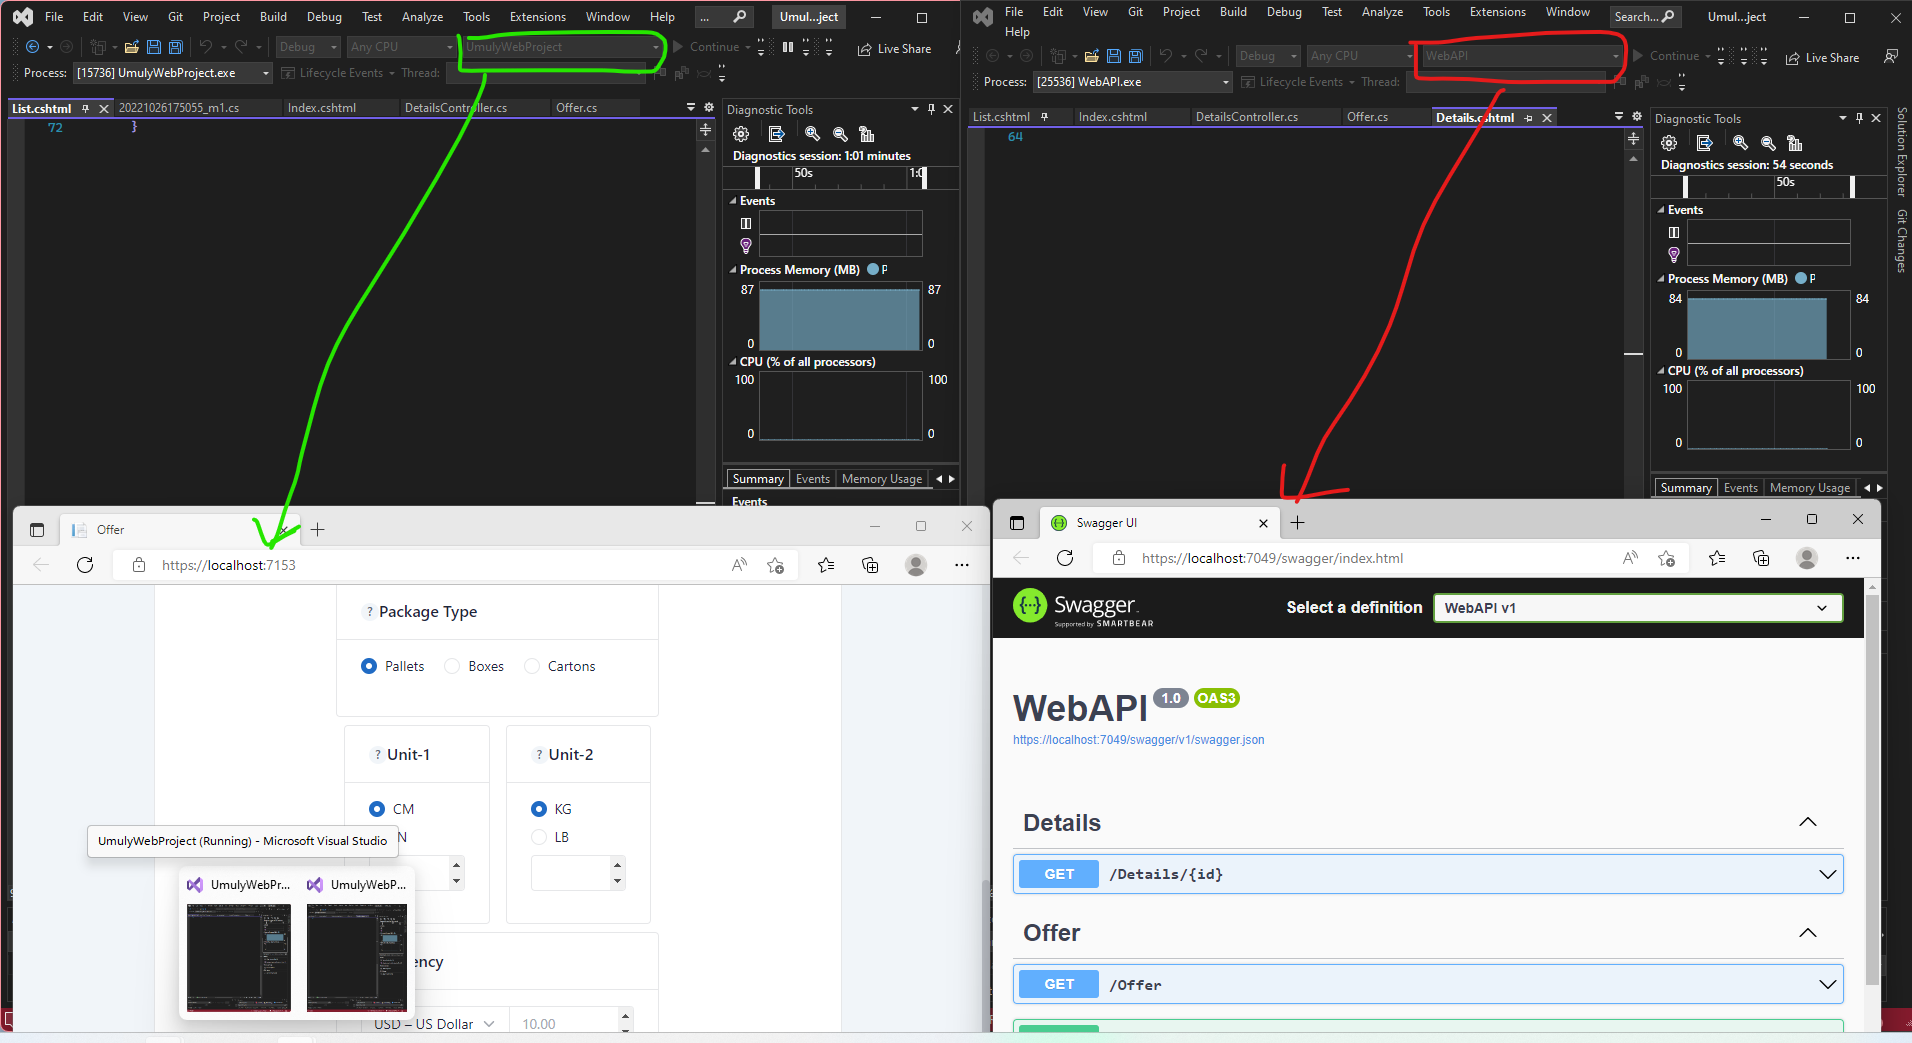 File Edit View Git Project Build Debug Test Analyze Tools Extensions Window Help ... Umul...ject
Debug Any CPU UmulyWebProject Continue Live Share
Process: [15736] UmulyWebProject.exe Lifecycle Events Thread:
List.cshtml 20221026175055_m1.cs Index.cshtml DetailsController.cs Offer.cs
72 }
Diagnostic Tools
Diagnostics session: 1:01 minutes
50s 1:0
Events
Process Memory (MB) P
87 87
0 0
CPU (% of all processors)
100 100
0 0
Summary Events Memory Usage
Events
File Edit View Git Project Build Debug Test Analyze Tools Extensions Window Search... Umul...ject
Help
Debug Any CPU WebAPI Continue Live Share
Process: [25536] WebAPI.exe Lifecycle Events Thread:
List.cshtml Index.cshtml DetailsController.cs Offer.cs Details.cshtml
64
Diagnostic Tools
Diagnostics session: 54 seconds
50s
Events
Process Memory (MB) P
84 84
0 0
CPU (% of all processors)
100 100
0 0
Summary Events Memory Usage
Solution Explorer
Git Changes
Offer
https://localhost:7153
? Package Type
Pallets Boxes Cartons
? Unit-1 ? Unit-2
CM KG
N LB
UmulyWebProject (Running) - Microsoft Visual Studio
UmulyWebPr... UmulyWebP...
ency
USD – US Dollar 10.00
Swagger UI
https://localhost:7049/swagger/index.html
Swagger
Supported by SMARTBEAR
Select a definition WebAPI v1
WebAPI 1.0 OAS3
https://localhost:7049/swagger/v1/swagger.json
Details
GET /Details/{id}
Offer
GET /Offer